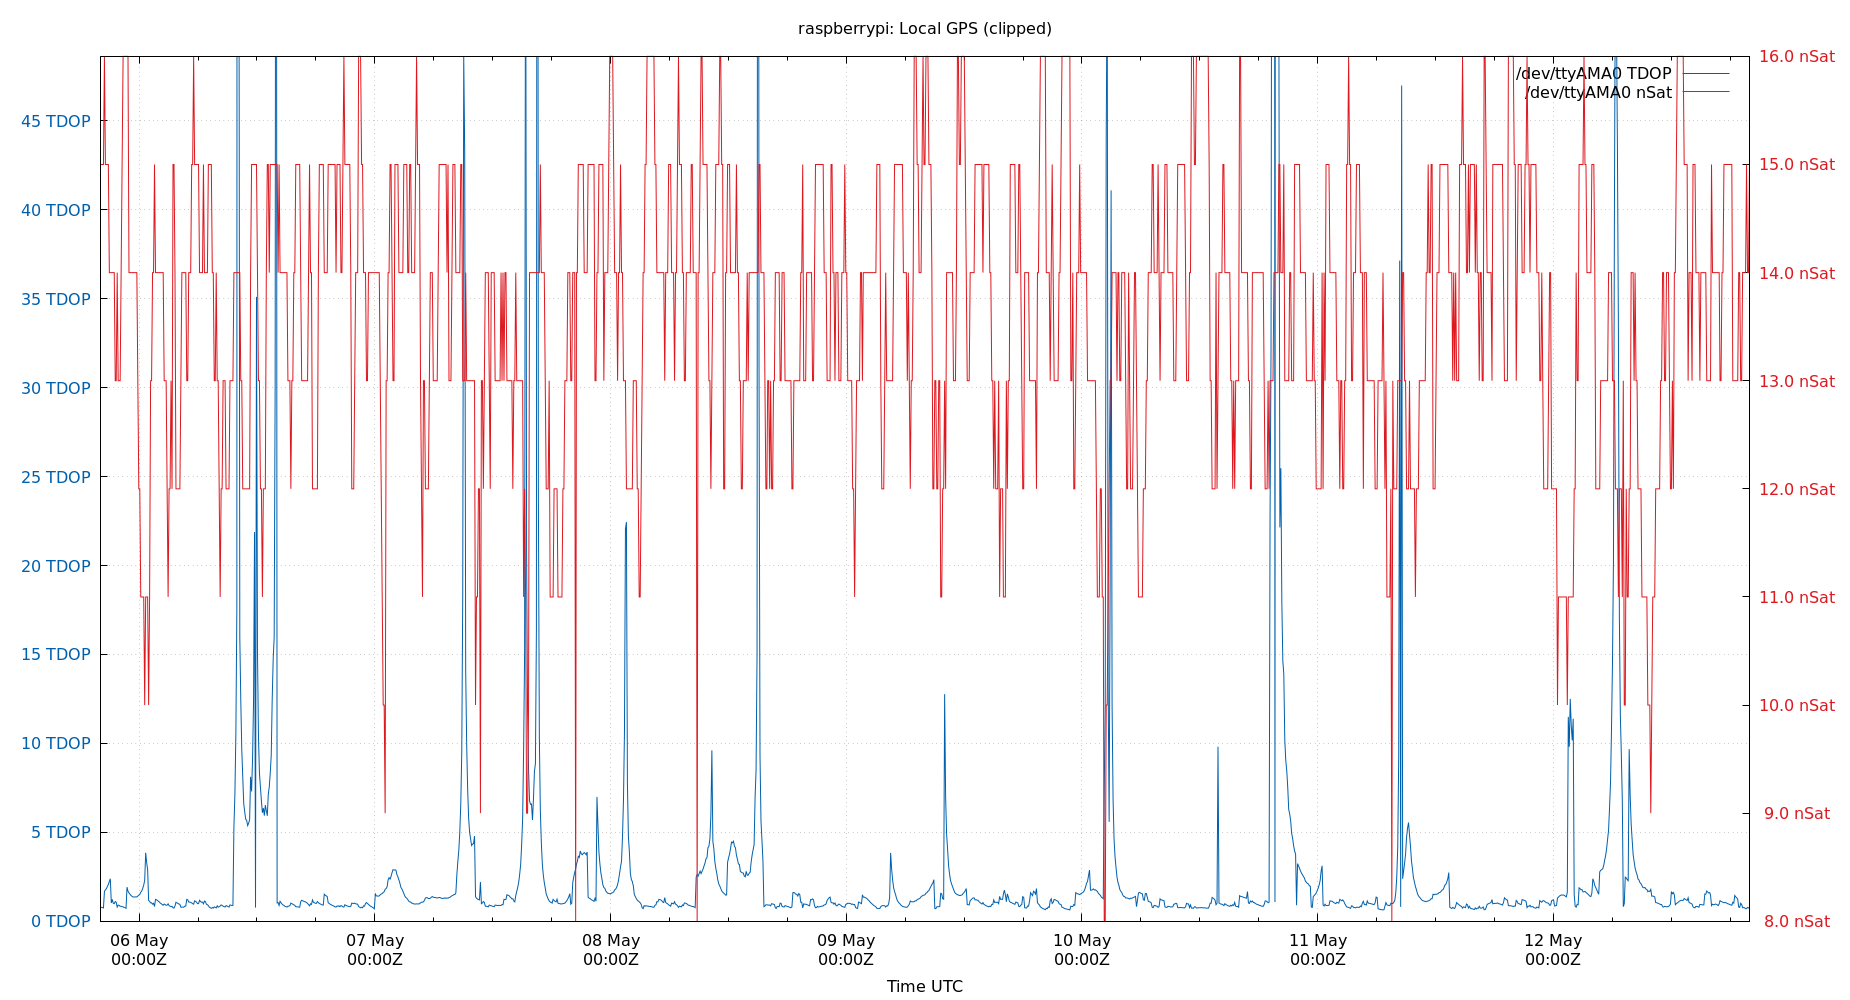 raspberrypi: Local GPS (clipped)
/dev/ttyAMA0 TDOP
/dev/ttyAMA0 nSat
45 TDOP
40 TDOP
35 TDOP
30 TDOP
25 TDOP
20 TDOP
15 TDOP
10 TDOP
5 TDOP
0 TDOP
16.0 nSat
15.0 nSat
14.0 nSat
13.0 nSat
12.0 nSat
11.0 nSat
10.0 nSat
9.0 nSat
8.0 nSat
06 May
00:00Z
07 May
00:00Z
08 May
00:00Z
09 May
00:00Z
10 May
00:00Z
11 May
00:00Z
12 May
00:00Z
Time UTC